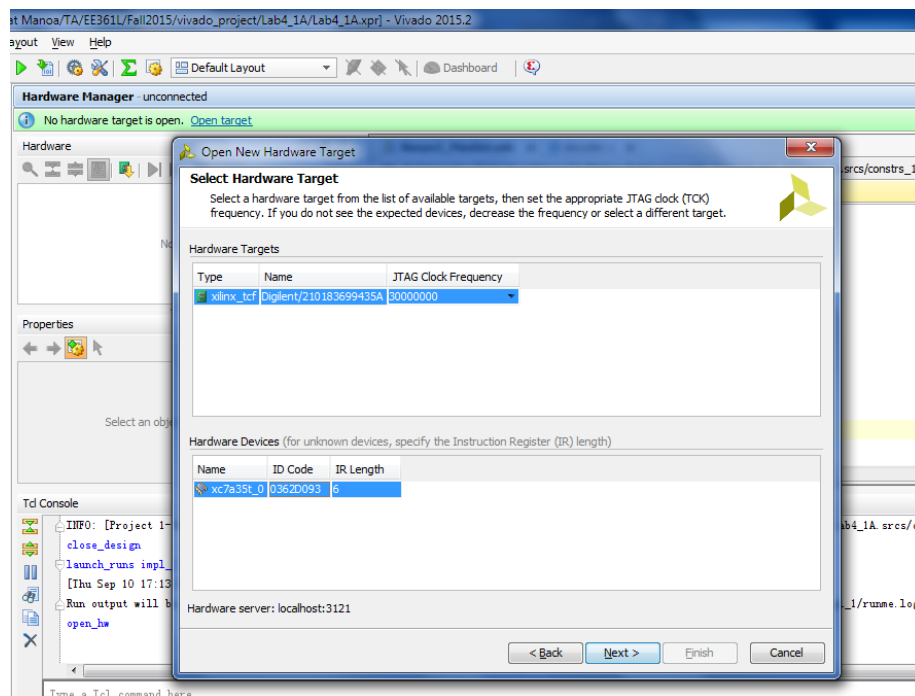 at Manoa/TA/EE361L/Fall2015/vivado_project/Lab4_1A/Lab4_1A.xpr] - Vivado 2015.2
ayout View Help
Default Layout Dashboard
Hardware Manager - unconnected
No hardware target is open. Open target
Hardware
Open New Hardware Target
.srcs/constrs_1
Select Hardware Target
Select a hardware target from the list of available targets, then set the appropriate JTAG clock (TCK)
frequency. If you do not see the expected devices, decrease the frequency or select a different target.
No
Hardware Targets
Type Name JTAG Clock Frequency
xilinx_tcf Digilent/210183699435A 30000000
Properties
Select an obj
Hardware Devices (for unknown devices, specify the Instruction Register (IR) length)
Name ID Code IR Length
xc7a35t_0 0362D093 6
Tcl Console
INFO: [Project 1-
ab4_1A.srcs/
close_design
launch_runs impl_
[Thu Sep 10 17:13
Run output will b
_1/runme.log
open_hw
Hardware server: localhost:3121
< Back Next > Finish Cancel
Type a Tcl command here